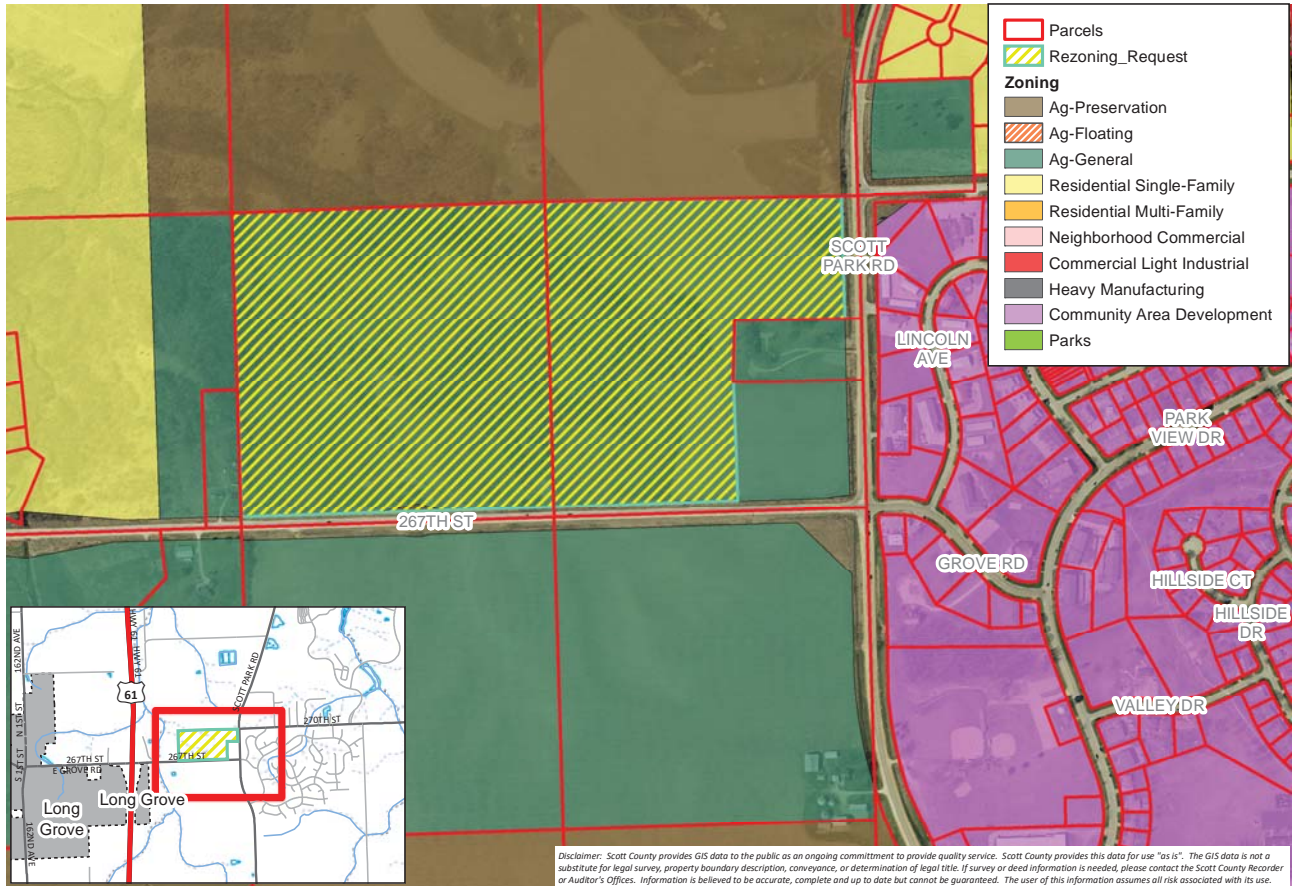 Parcels
Rezoning_Request
Zoning
Ag-Preservation
Ag-Floating
Ag-General
Residential Single-Family
Residential Multi-Family
Neighborhood Commercial
Commercial Light Industrial
Heavy Manufacturing
Community Area Development
Parks
SCOTT
PARK RD
LINCOLN
AVE
PARK
VIEW DR
267TH ST
GROVE RD
HILLSIDE CT
HILLSIDE
DR
VALLEY DR
162ND AVE
HWY 61
HWY 61
61
SCOTT PARK RD
N 1ST ST
270TH ST
267TH ST
E GROVE RD
S 1ST ST
Long Grove
Long
Grove
162ND AVE
Disclaimer: Scott County provides GIS data to the public as an ongoing committment to provide quality service. Scott County provides this data for use "as is". The GIS data is not a
substitute for legal survey, property boundary description, conveyance, or determination of legal title. If survey or deed information is needed, please contact the Scott County Recorder
or Auditor's Offices. Information is believed to be accurate, complete and up to date but cannot be guaranteed. The user of this information assumes all risk associated with its use.